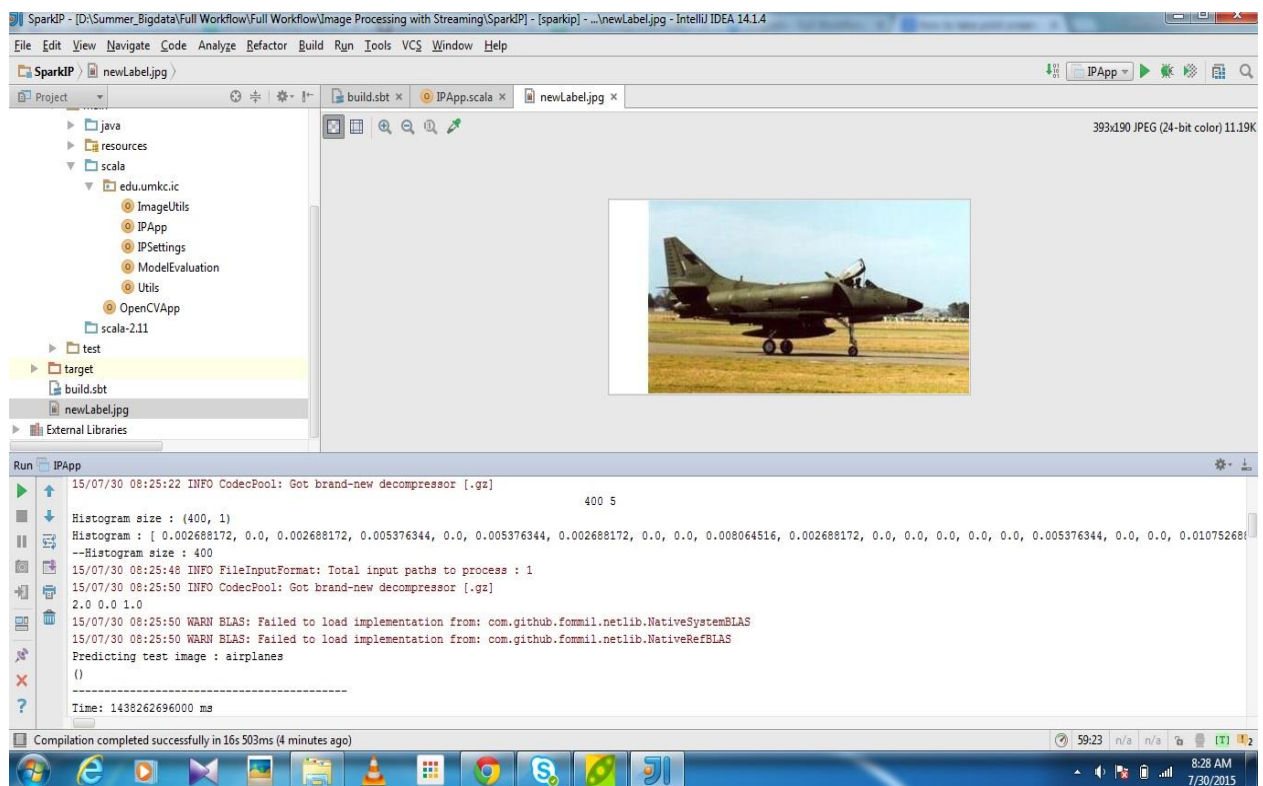 SparkIP - [D:\Summer_Bigdata\Full Workflow\Full Workflow\Image Processing with Streaming\SparkIP] - [sparkip] - ...\newLabel.jpg - IntelliJ IDEA 14.1.4
File Edit View Navigate Code Analyze Refactor Build Run Tools VCS Window Help
SparkIP newLabel.jpg IPApp
Project build.sbt IPApp.scala newLabel.jpg
java
393x190 JPEG (24-bit color) 11.19K
resources
scala
edu.umkc.ic
ImageUtils
IPApp
IPSettings
ModelEvaluation
Utils
OpenCVApp
scala-2.11
test
target
build.sbt
newLabel.jpg
External Libraries
Run IPApp
15/07/30 08:25:22 INFO CodecPool: Got brand-new decompressor [.gz]
400 5
Histogram size : (400, 1)
Histogram : [ 0.002688172, 0.0, 0.002688172, 0.005376344, 0.0, 0.005376344, 0.002688172, 0.0, 0.0, 0.008064516, 0.002688172, 0.0, 0.0, 0.0, 0.0, 0.0, 0.005376344, 0.0, 0.0, 0.01075268
--Histogram size : 400
15/07/30 08:25:48 INFO FileInputFormat: Total input paths to process : 1
15/07/30 08:25:50 INFO CodecPool: Got brand-new decompressor [.gz]
2.0 0.0 1.0
15/07/30 08:25:50 WARN BLAS: Failed to load implementation from: com.github.fommil.netlib.NativeSystemBLAS
15/07/30 08:25:50 WARN BLAS: Failed to load implementation from: com.github.fommil.netlib.NativeRefBLAS
Predicting test image : airplanes
()
-------------------------------------------
Time: 1438262696000 ms
Compilation completed successfully in 16s 503ms (4 minutes ago) 59:23 n/a n/a [T] 2
8:28 AM
7/30/2015